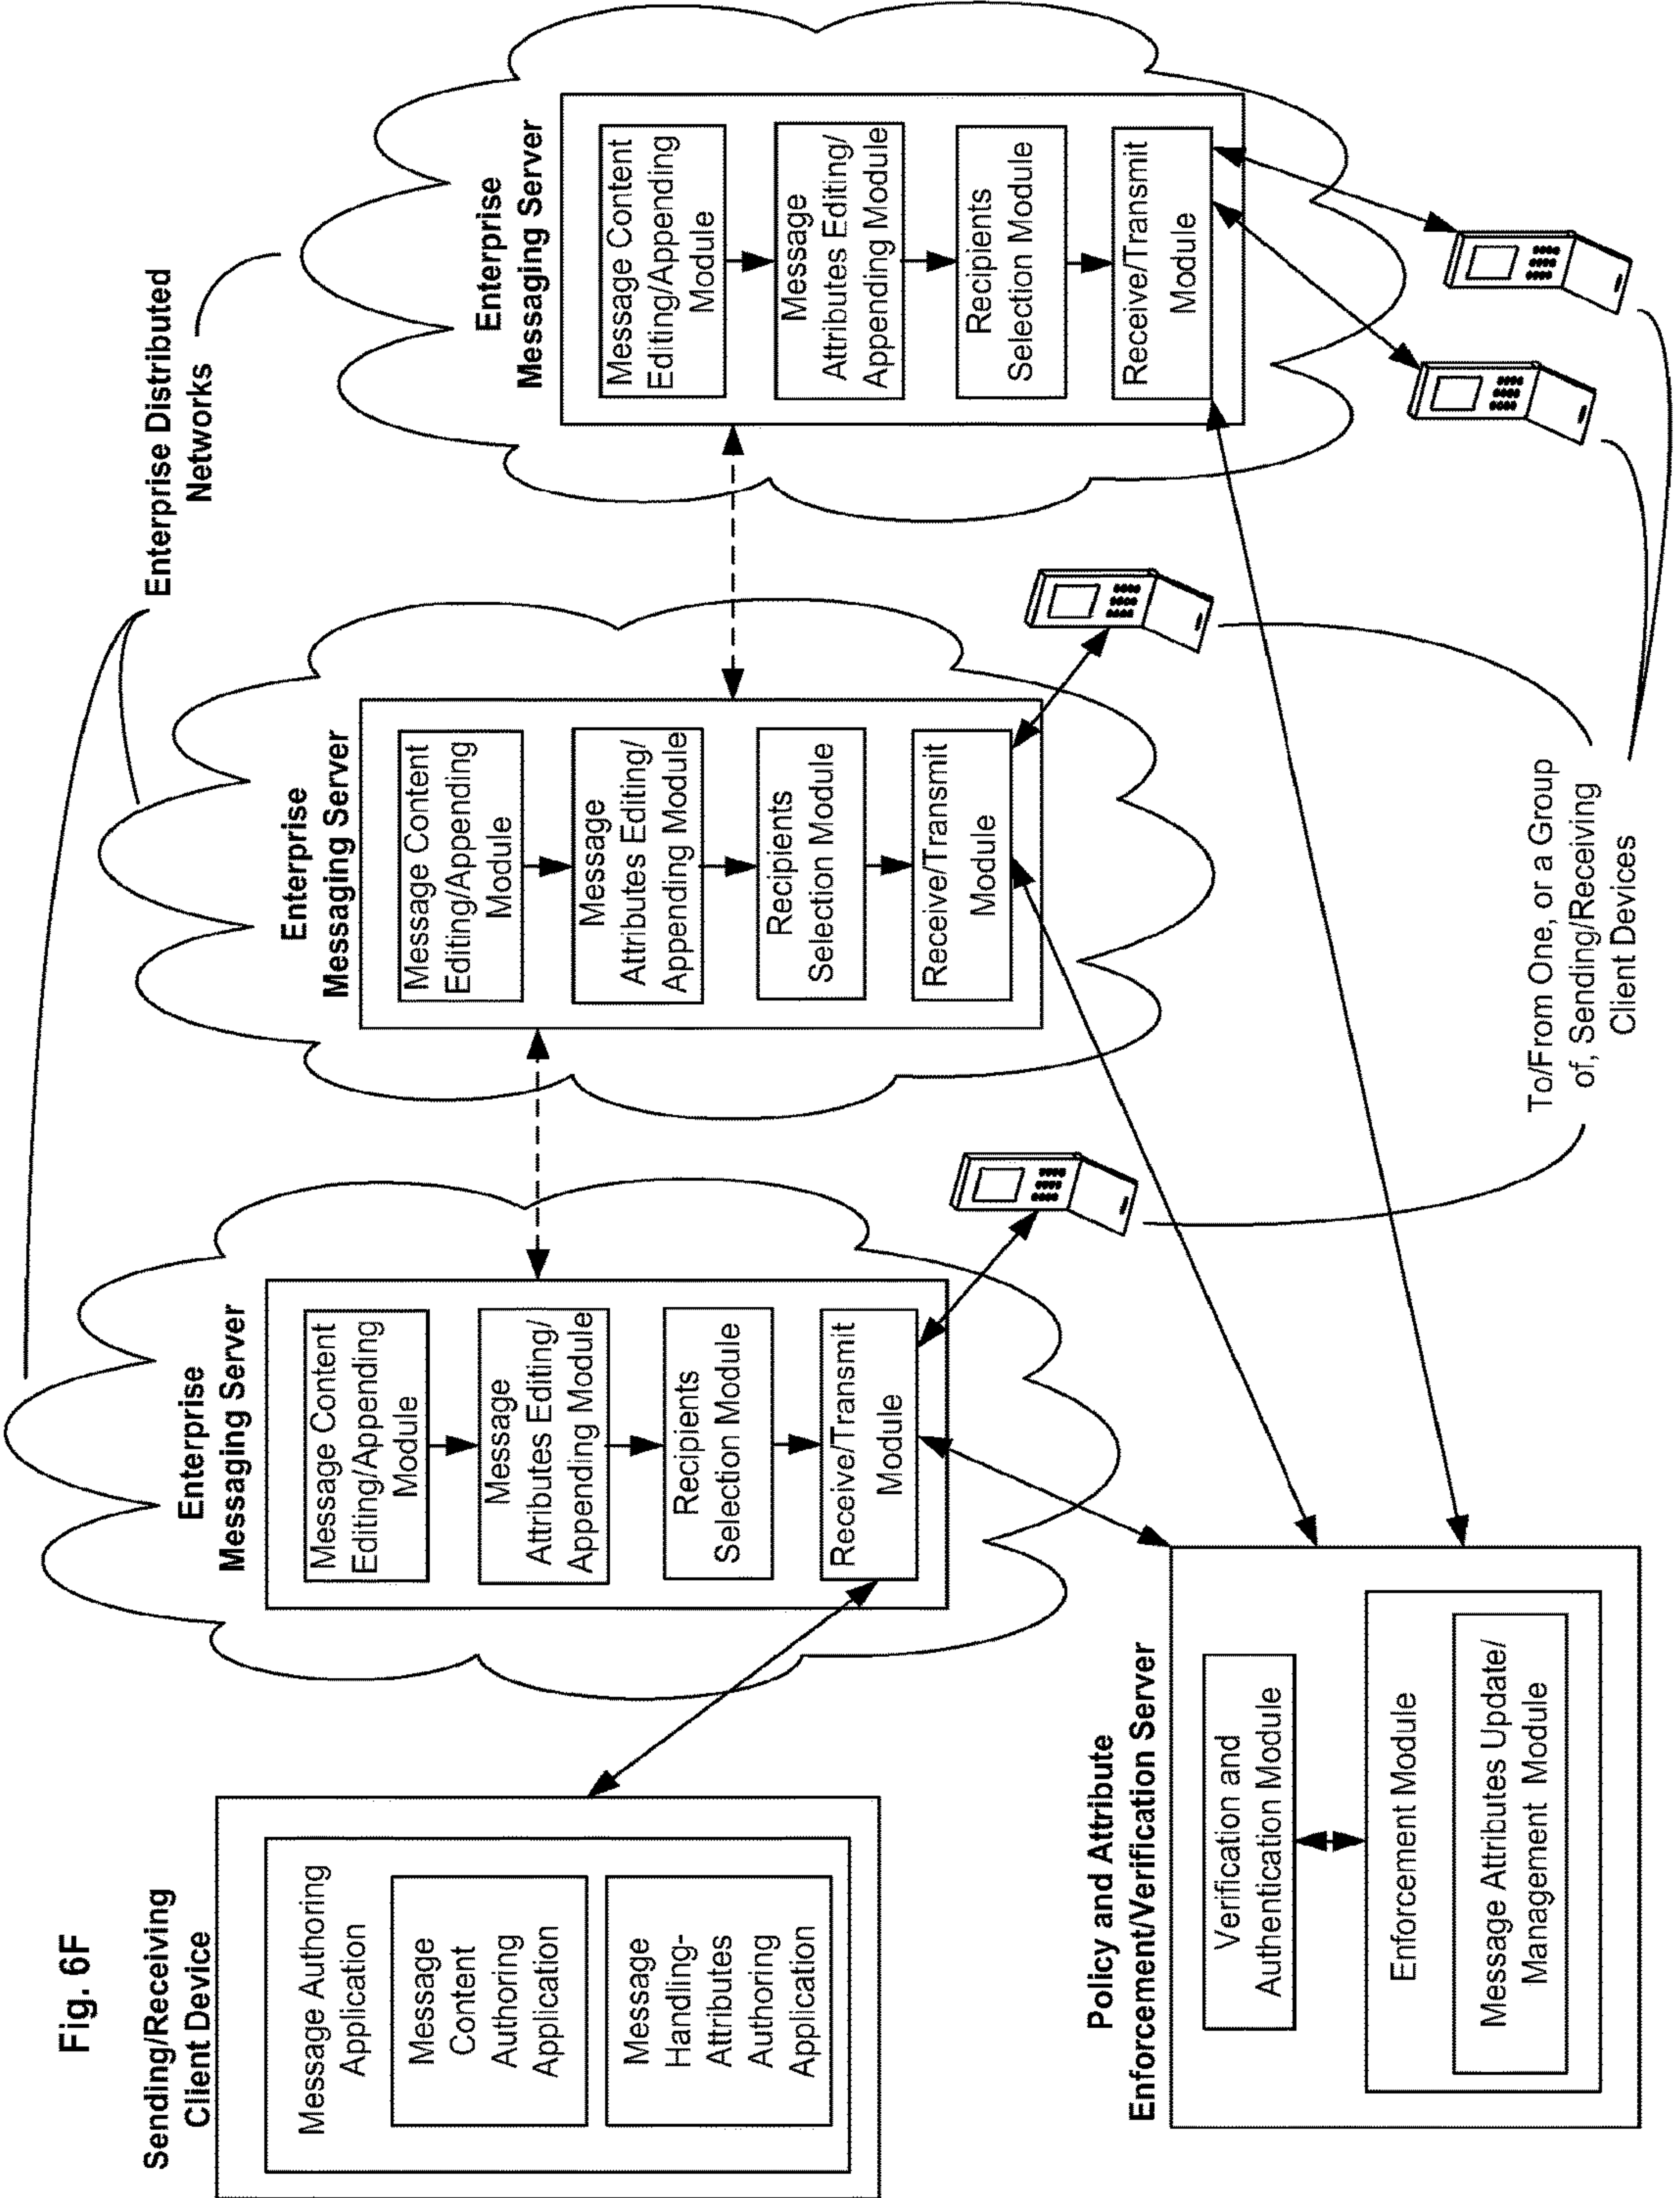 Fig. 6F
Sending/Receiving
Client Device
Message Authoring
Application
Message
Content
Authoring
Application
Message
Handling-
Attributes
Authoring
Application
Enterprise
Messaging Server
Message Content
Editing/Appending
Module
Message
Attributes Editing/
Appending Module
Recipients
Selection Module
Receive/Transmit
Module
Enterprise
Messaging Server
Message Content
Editing/Appending
Module
Message
Attributes Editing/
Appending Module
Recipients
Selection Module
Receive/Transmit
Module
Enterprise Distributed
Networks
Enterprise
Messaging Server
Message Content
Editing/Appending
Module
Message
Attributes Editing/
Appending Module
Recipients
Selection Module
Receive/Transmit
Module
Policy and Attribute
Enforcement/Verification Server
Verification and
Authentication Module
Enforcement Module
Message Attributes Update/
Management Module
To/From One, or a Group
of, Sending/Receiving
Client Devices